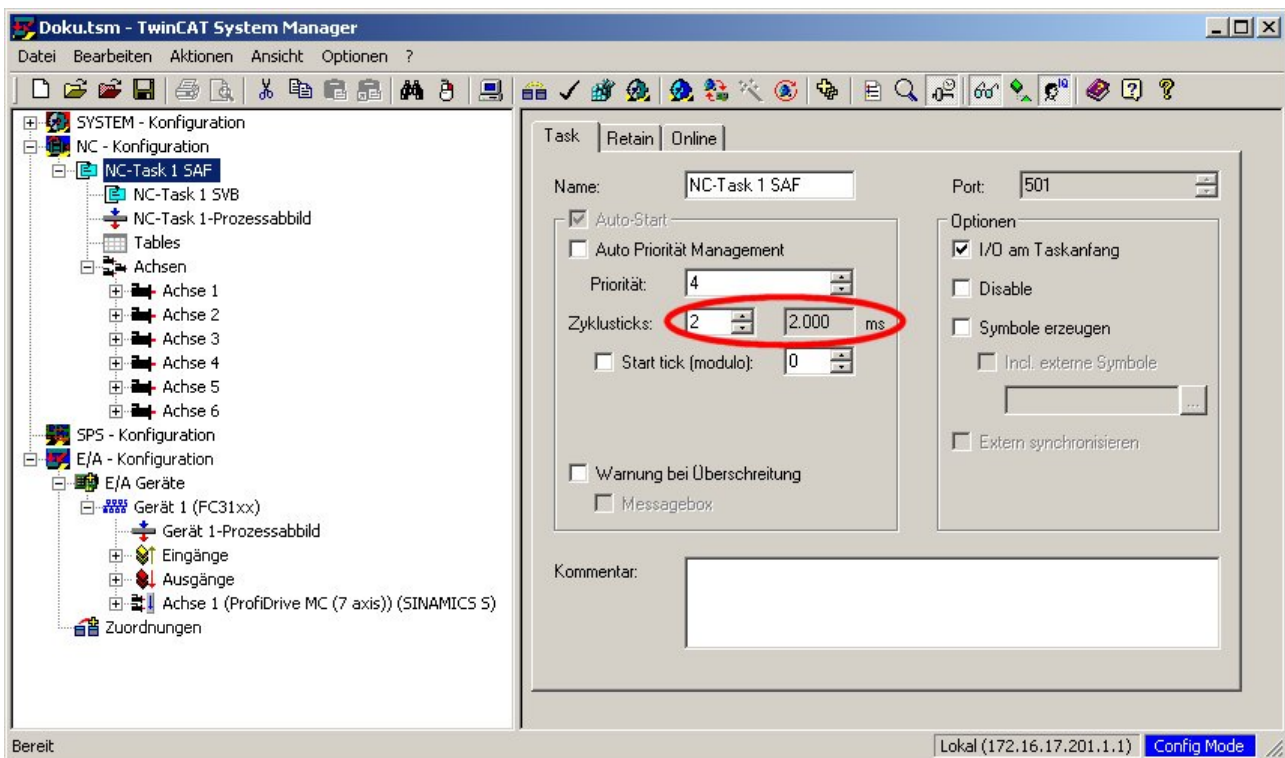 Doku.tsm - TwinCAT System Manager
Datei Bearbeiten Aktionen Ansicht Optionen ?
SYSTEM - Konfiguration
NC - Konfiguration
NC-Task 1 SAF
NC-Task 1 SVB
NC-Task 1-Prozessabbild
Tables
Achsen
Achse 1
Achse 2
Achse 3
Achse 4
Achse 5
Achse 6
SPS - Konfiguration
E/A - Konfiguration
E/A Geräte
Gerät 1 (FC31xx)
Gerät 1-Prozessabbild
Eingänge
Ausgänge
Achse 1 (ProfiDrive MC (7 axis)) (SINAMICS S)
Zuordnungen
Task Retain Online
Name: NC-Task 1 SAF
Port: 501
Auto-Start
Auto Priorität Management
Priorität: 4
Zyklusticks: 2 2.000 ms
Start tick (modulo): 0
Warnung bei Überschreitung
Messagebox
Optionen
I/O am Taskanfang
Disable
Symbole erzeugen
Incl. externe Symbole
...
Extern synchronisieren
Kommentar:
Bereit
Lokal (172.16.17.201.1.1) Config Mode